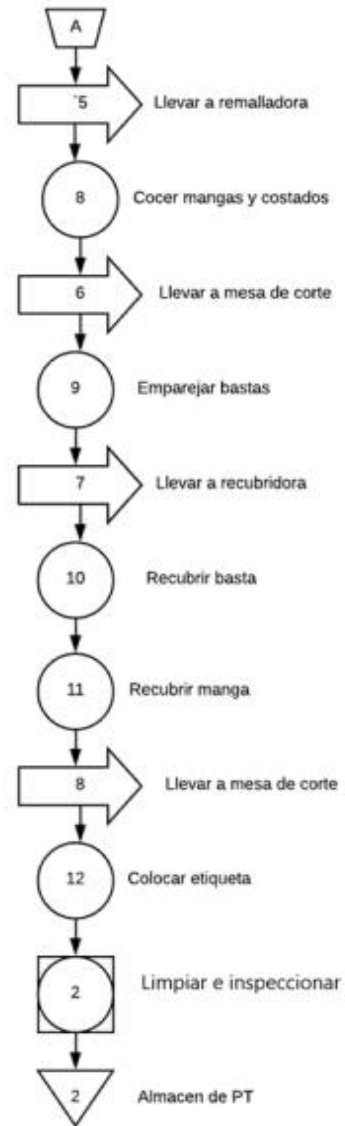 A
`5 Llevar a remalladora
8 Cocer mangas y costados
6 Llevar a mesa de corte
9 Emparejar bastas
7 Llevar a recubridora
10 Recubrir basta
11 Recubrir manga
8 Llevar a mesa de corte
12 Colocar etiqueta
2 Limpiar e inspeccionar
2 Almacen de PT